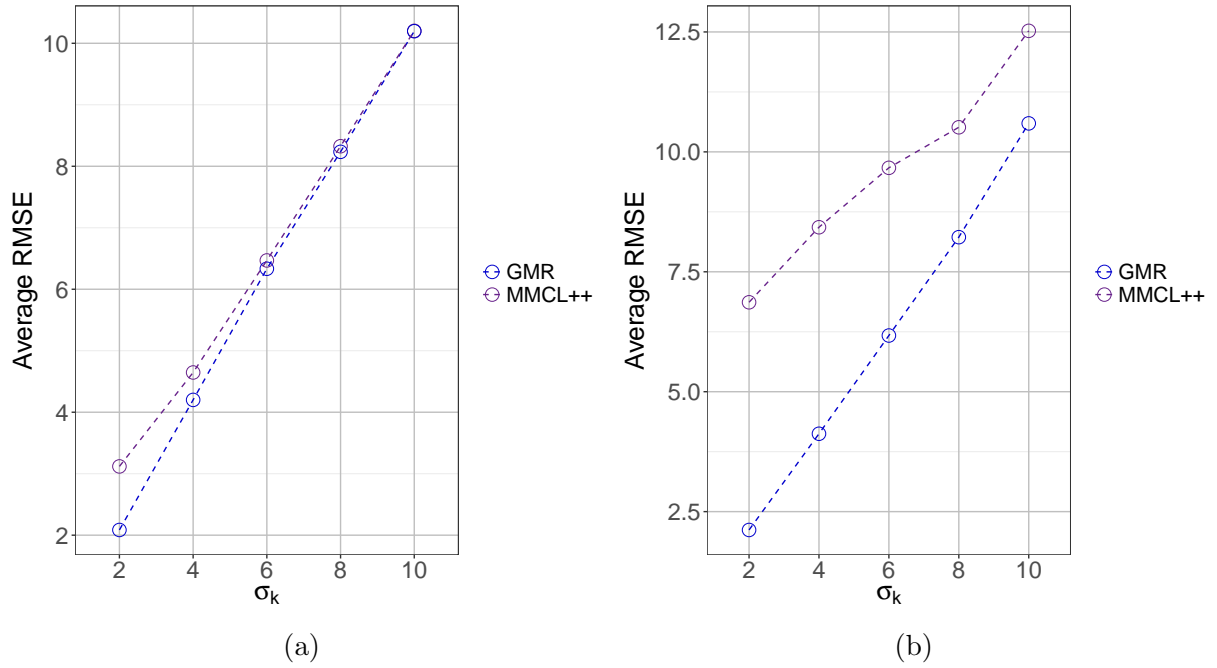 Average RMSE
10
8
6
4
2
2 4 6 8 10
σk
GMR
MMCL++
(a)
Average RMSE
12.5
10.0
7.5
5.0
2.5
2 4 6 8 10
σk
GMR
MMCL++
(b)